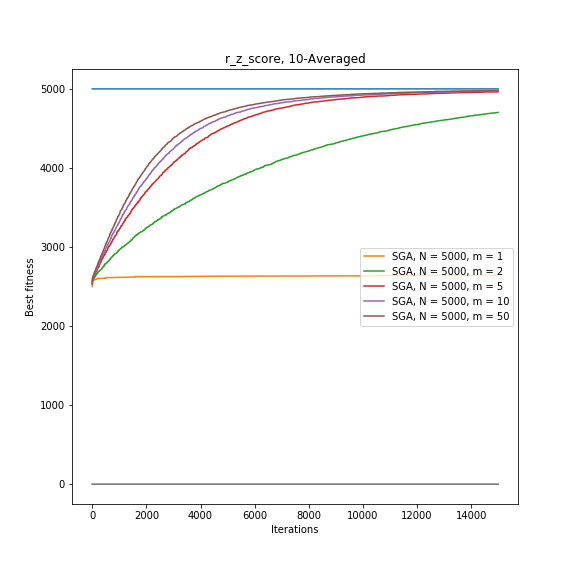 r_z_score, 10-Averaged
5000
4000
3000
2000
1000
0
Best fitness
SGA, N = 5000, m = 1
SGA, N = 5000, m = 2
SGA, N = 5000, m = 5
SGA, N = 5000, m = 10
SGA, N = 5000, m = 50
0 2000 4000 6000 8000 10000 12000 14000
Iterations